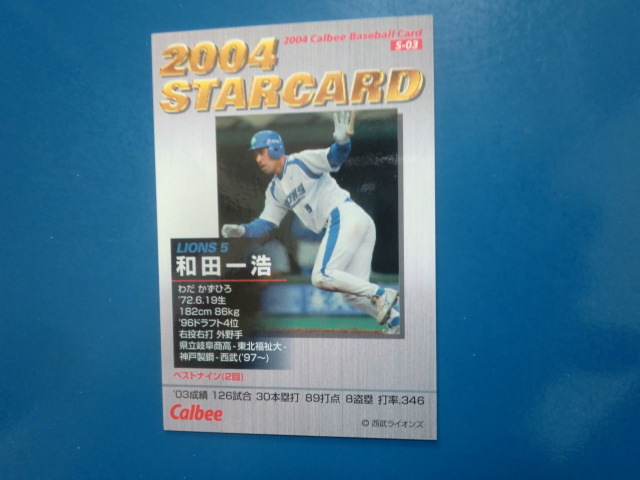 2004 Calbee Baseball Card
S-03
2004
STARCARD
LIONS 5
和田一浩
わだ かずひろ
'72.6.19生
182cm 86kg
'96ドラフト4位
右投右打 外野手
県立岐阜商高-東北福祉大-
神戸製鋼-西武('97〜)
ベストナイン(2回)
'03成績 126試合 30本塁打 89打点 8盗塁 打率.346
Calbee
© 西武ライオンズ